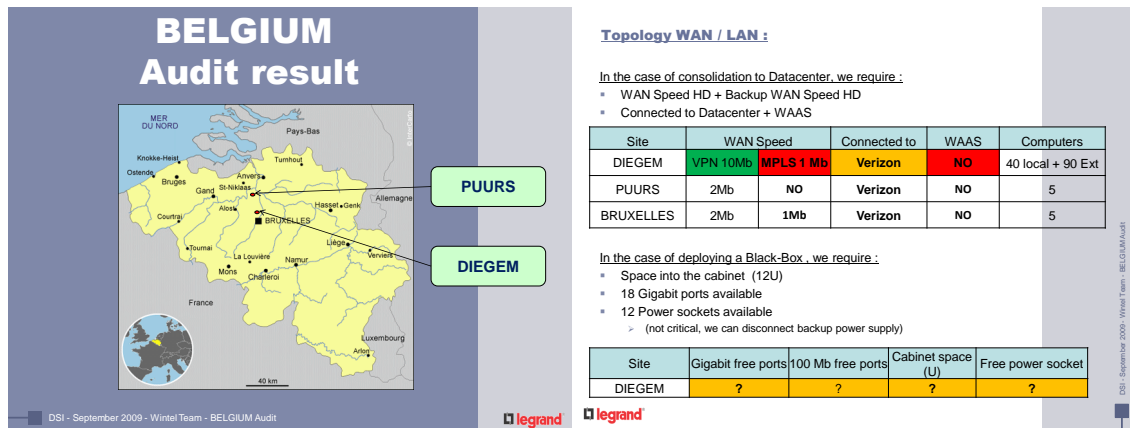 BELGIUM
Audit result
MER
DU NORD
Pays-Bas
Knokke-Heist
Turnhout
Ostende
Bruges
Anvers
St-Niklaas
Gand
Hasselt
Genk
Allemagne
Alost
Courtrai
BRUXELLES
Liège
Verviers
Tournai
La Louvière
Namur
Mons
Charleroi
France
Luxembourg
Arlon
40 km
PUURS
DIEGEM
DSI - September 2009 - Wintel Team - BELGIUM Audit
legrand
Topology WAN / LAN :
In the case of consolidation to Datacenter, we require :
WAN Speed HD + Backup WAN Speed HD
Connected to Datacenter + WAAS
Site WAN Speed Connected to WAAS Computers
DIEGEM VPN 10Mb MPLS 1 Mb Verizon NO 40 local + 90 Ext
PUURS 2Mb NO Verizon NO 5
BRUXELLES 2Mb 1Mb Verizon NO 5
In the case of deploying a Black-Box , we require :
Space into the cabinet (12U)
18 Gigabit ports available
12 Power sockets available
(not critical, we can disconnect backup power supply)
Site Gigabit free ports 100 Mb free ports Cabinet space (U) Free power socket
DIEGEM ? ? ? ?
legrand
DSI - September 2009 - Wintel Team - BELGIUM Audit